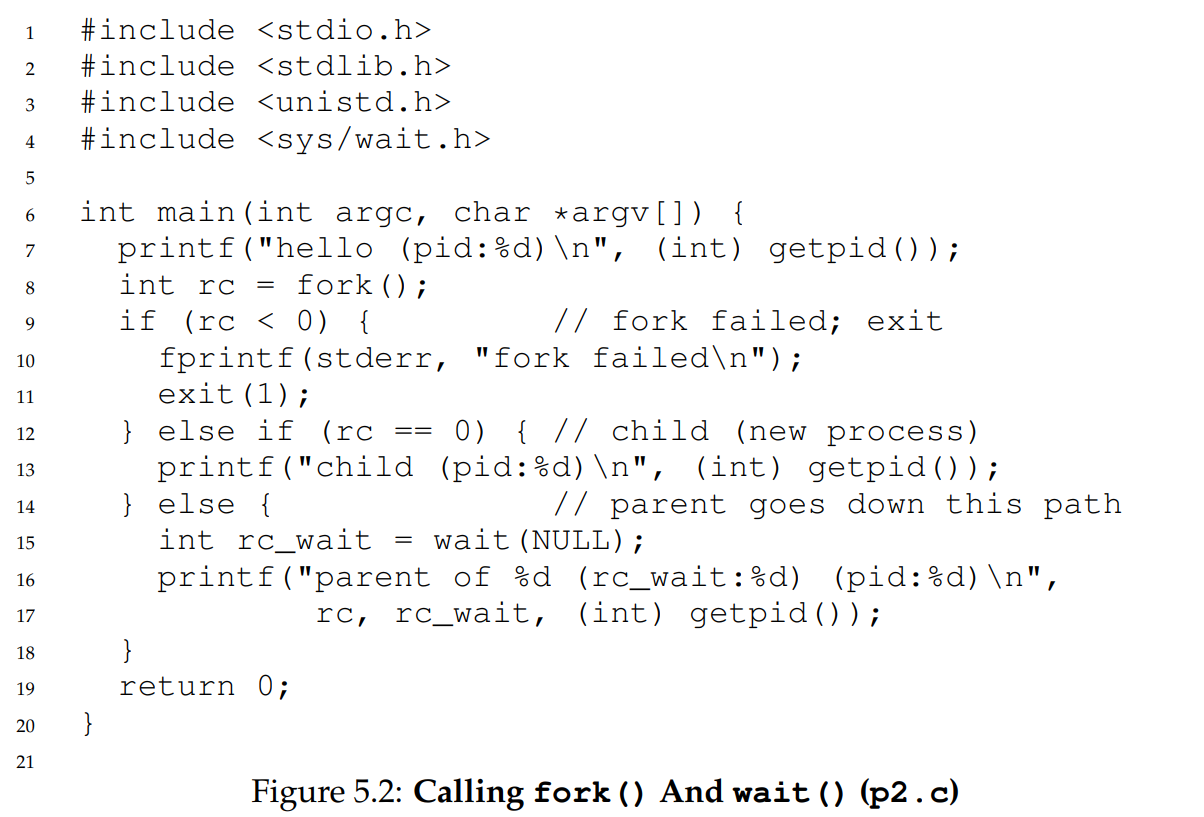 1 #include <stdio.h>
2 #include <stdlib.h>
3 #include <unistd.h>
4 #include <sys/wait.h>
5
6 int main(int argc, char *argv[]) {
7   printf("hello (pid:%d)\n", (int) getpid());
8   int rc = fork();
9   if (rc < 0) {         // fork failed; exit
10     fprintf(stderr, "fork failed\n");
11     exit(1);
12   } else if (rc == 0) { // child (new process)
13     printf("child (pid:%d)\n", (int) getpid());
14   } else {              // parent goes down this path
15     int rc_wait = wait(NULL);
16     printf("parent of %d (rc_wait:%d) (pid:%d)\n",
17             rc, rc_wait, (int) getpid());
18   }
19   return 0;
20 }
21
Figure 5.2: Calling fork() And wait() (p2.c)